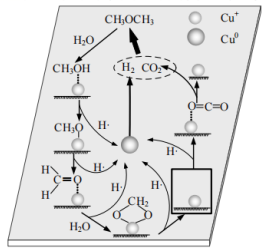 CH₃OCH₃
Cu⁺
Cu⁰
H₂O
H₂ CO₂
CH₃OH
H·
O=C=O
CH₃O
H·
H·
H·
H
C=O
H
H·
H·
CH₂
O O
H₂O